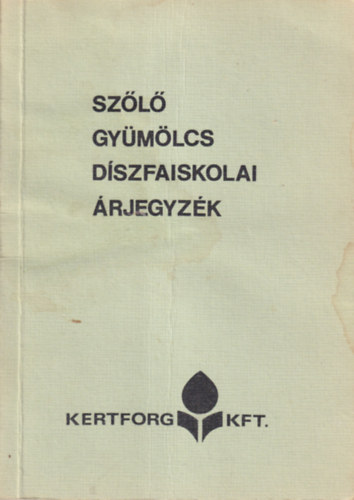 SZŐLŐ
GYÜMÖLCS
DÍSZFAISKOLAI
ÁRJEGYZÉK
KERTFORG KFT.